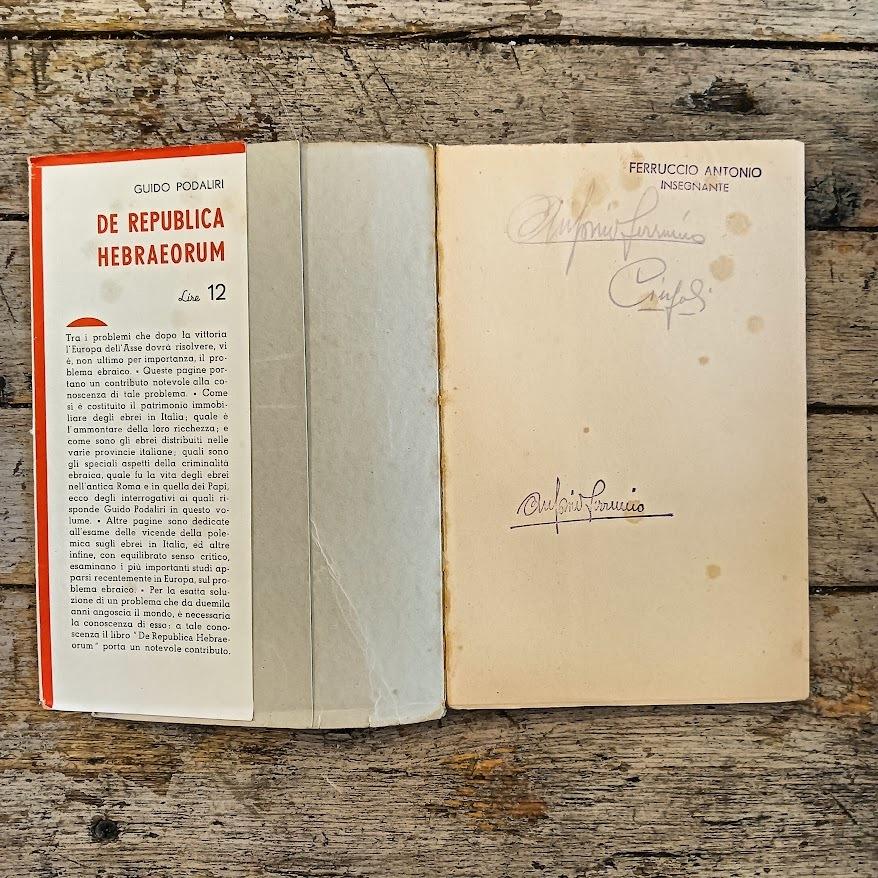 GUIDO PODALIRI
DE REPUBLICA
HEBRAEORUM
Lire 12
Tra i problemi che dopo la vittoria
l'Europa dell'Asse dovrà risolvere, vi
è, non ultimo per importanza, il pro-
blema ebraico. • Queste pagine por-
tano un contributo notevole alla co-
noscenza di tale problema. • Come
si è costituito il patrimonio immobi-
liare degli ebrei in Italia; quale è
l'ammontare della loro ricchezza; e
come sono gli ebrei distribuiti nelle
varie provincie italiane; quali sono
gli speciali aspetti della criminalità
ebraica, quale fu la vita degli ebrei
nell'antica Roma e in quella dei Papi,
ecco degli interrogativi ai quali ri-
sponde Guido Podaliri in questo vo-
lume. • Altre pagine sono dedicate
all'esame delle vicende della pole-
mica sugli ebrei in Italia, ed altre
infine, con equilibrato senso critico,
esaminano i più importanti studi ap-
parsi recentemente in Europa, sul pro-
blema ebraico. • Per la esatta solu-
zione di un problema che da duemila
anni angoscia il mondo, è necessaria
la conoscenza di esso: a tale cono-
scenza il libro "De Republica Hebrae-
orum" porta un notevole contributo.
FERRUCCIO ANTONIO
INSEGNANTE
Antonio Ferruccio
Antonio Ferruccio